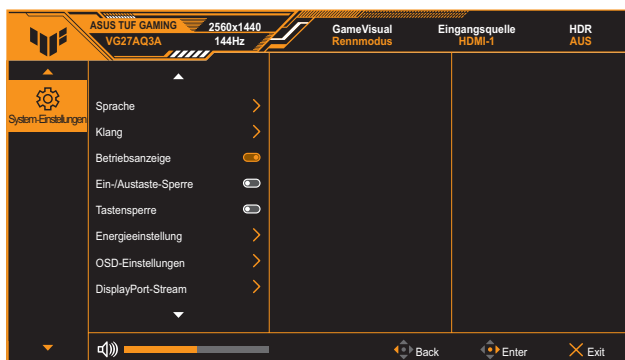 ASUS TUF GAMING
VG27AQ3A
2560x1440
144Hz
GameVisual
Rennmodus
Eingangsquelle
HDMI-1
HDR
AUS
System-Einstellungen
Sprache
Klang
Betriebsanzeige
Ein-/Austaste-Sperre
Tastensperre
Energieeinstellung
OSD-Einstellungen
DisplayPort-Stream
Back
Enter
Exit